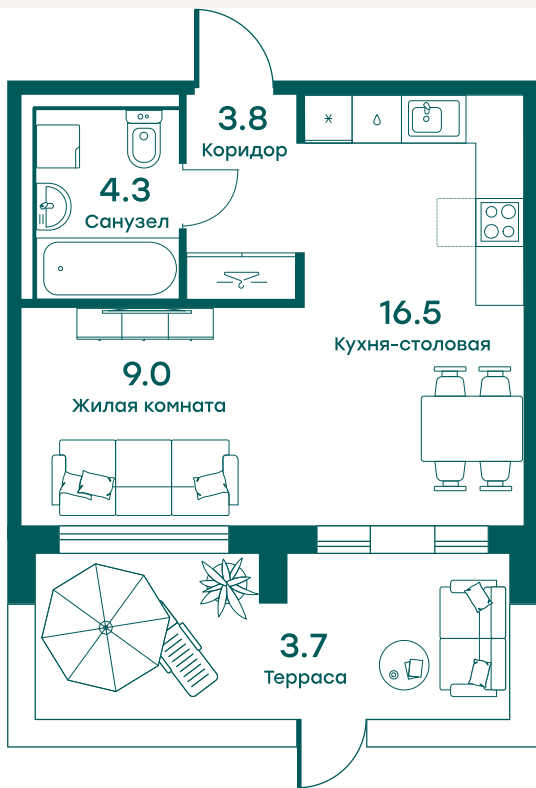 3.8
Коридор
4.3
Санузел
16.5
Кухня-столовая
9.0
Жилая комната
3.7
Терраса